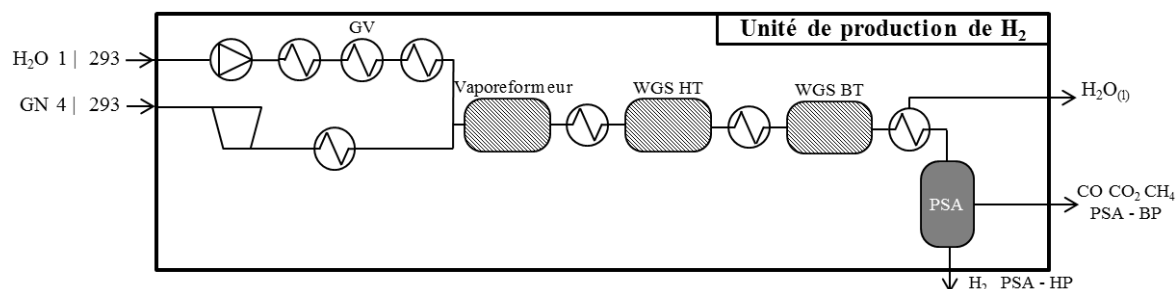 Unité de production de H₂
GV
H₂O 1 | 293
Vaporeformeur
WGS HT
WGS BT
H₂O(l)
GN 4 | 293
PSA
CO CO₂ CH₄
PSA - BP
H₂ PSA - HP